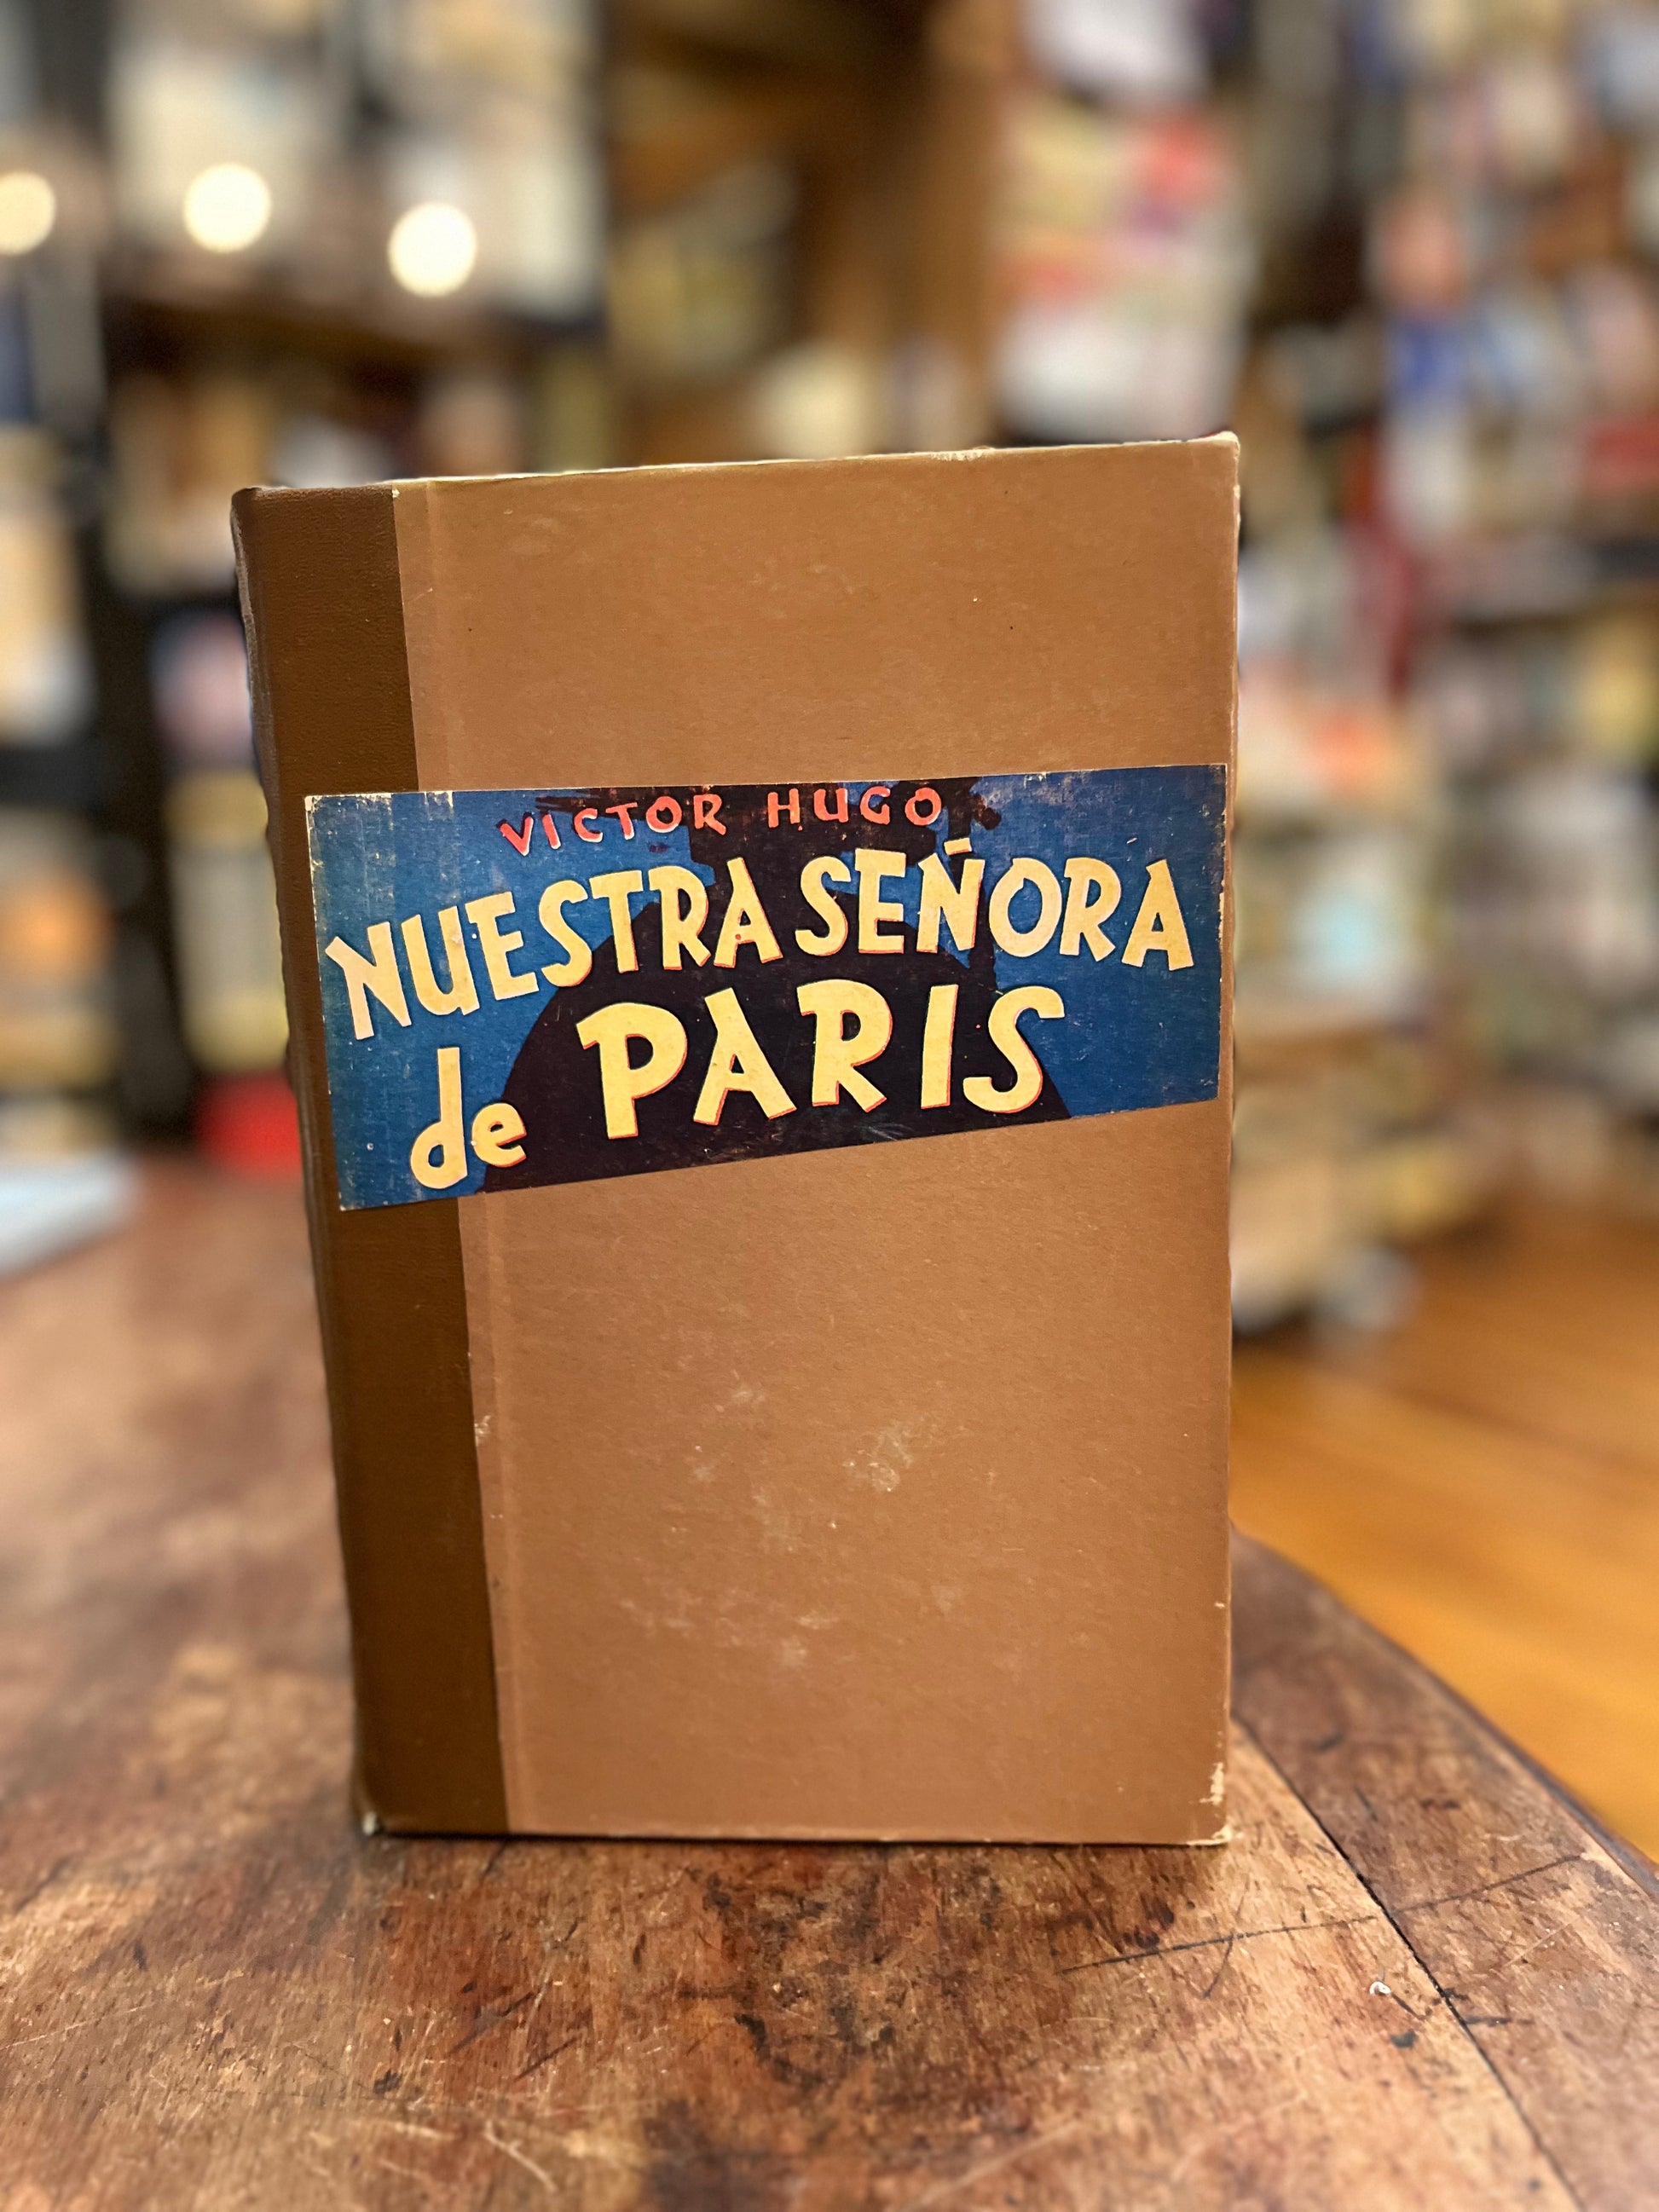 VICTOR HUGO
NUESTRA SEÑORA
de PARIS